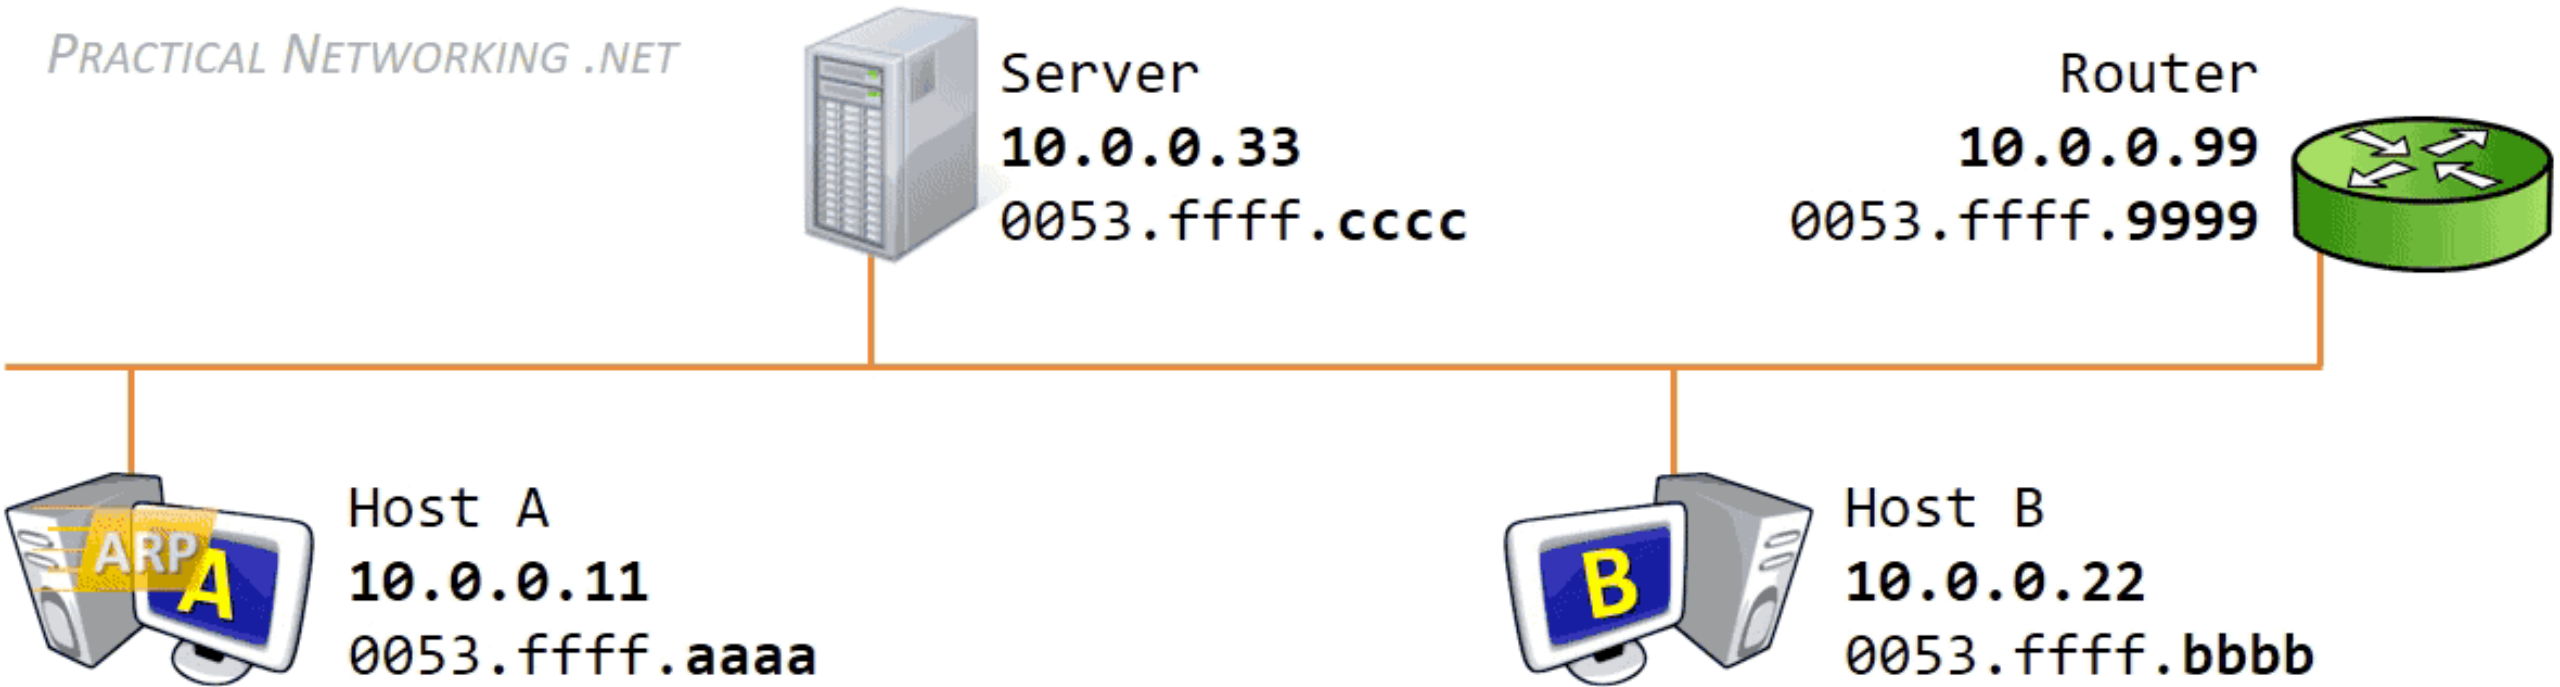 PRACTICAL NETWORKING .NET
Server
10.0.0.33
0053.ffff.cccc
Router
10.0.0.99
0053.ffff.9999
ARP
A
Host A
10.0.0.11
0053.ffff.aaaa
B
Host B
10.0.0.22
0053.ffff.bbbb